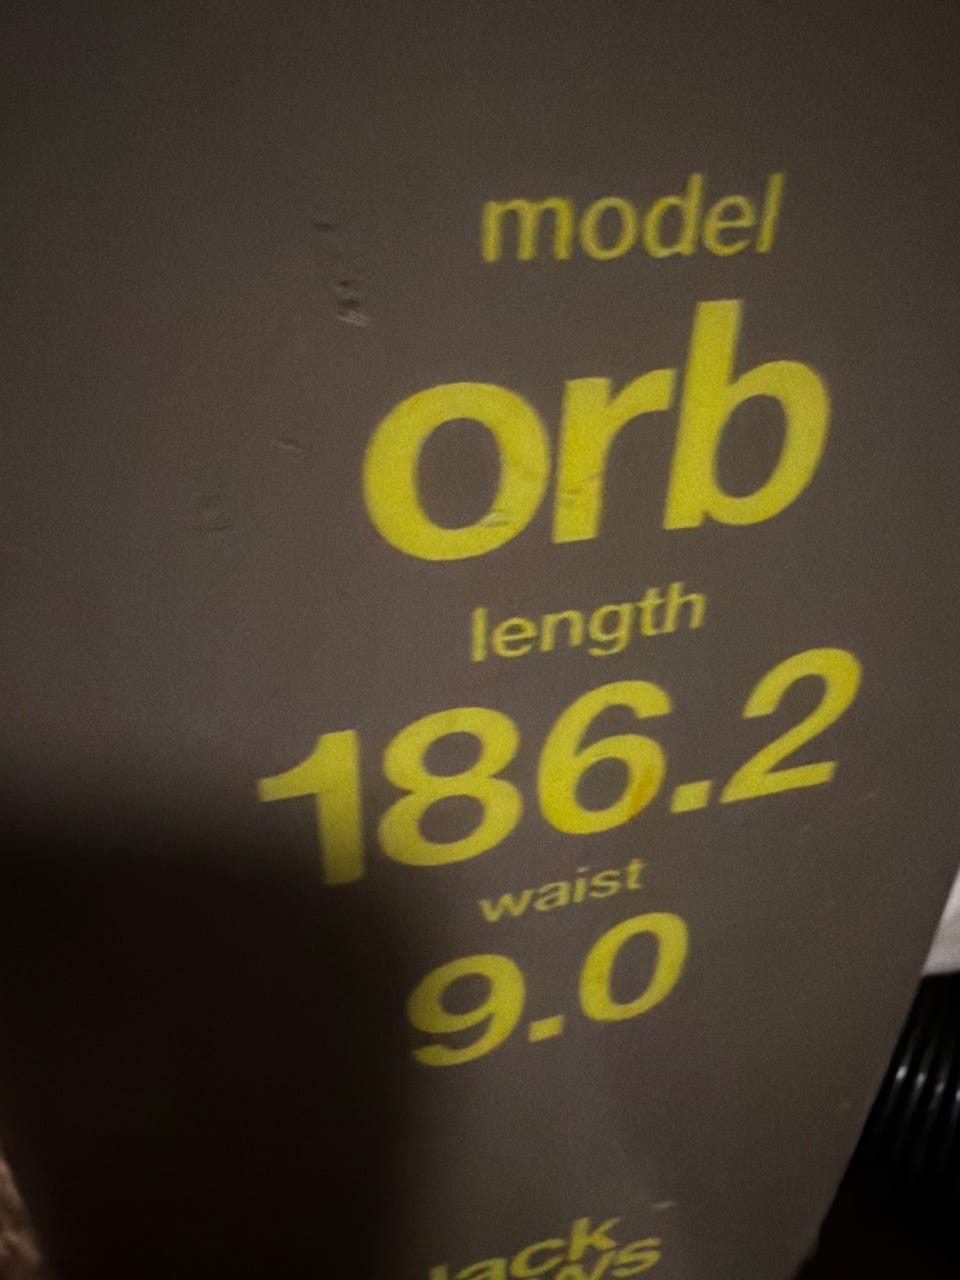 model
orb
length
186.2
waist
9.0